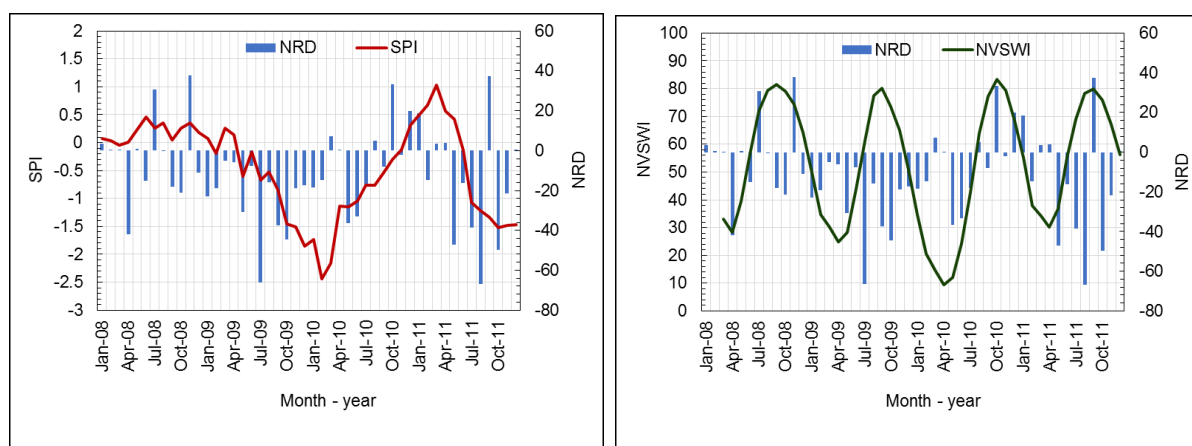 NRD SPI
2
1.5
1
0.5
0
-0.5
-1
-1.5
-2
-2.5
-3
SPI
60
40
20
0
-20
-40
-60
-80
NRD
Jan-08
Apr-08
Jul-08
Oct-08
Jan-09
Apr-09
Jul-09
Oct-09
Jan-10
Apr-10
Jul-10
Oct-10
Jan-11
Apr-11
Jul-11
Oct-11
Month - year
NRD NVSWI
100
90
80
70
60
50
40
30
20
10
0
NVSWI
60
40
20
0
-20
-40
-60
-80
NRD
Jan-08
Apr-08
Jul-08
Oct-08
Jan-09
Apr-09
Jul-09
Oct-09
Jan-10
Apr-10
Jul-10
Oct-10
Jan-11
Apr-11
Jul-11
Oct-11
Month - year